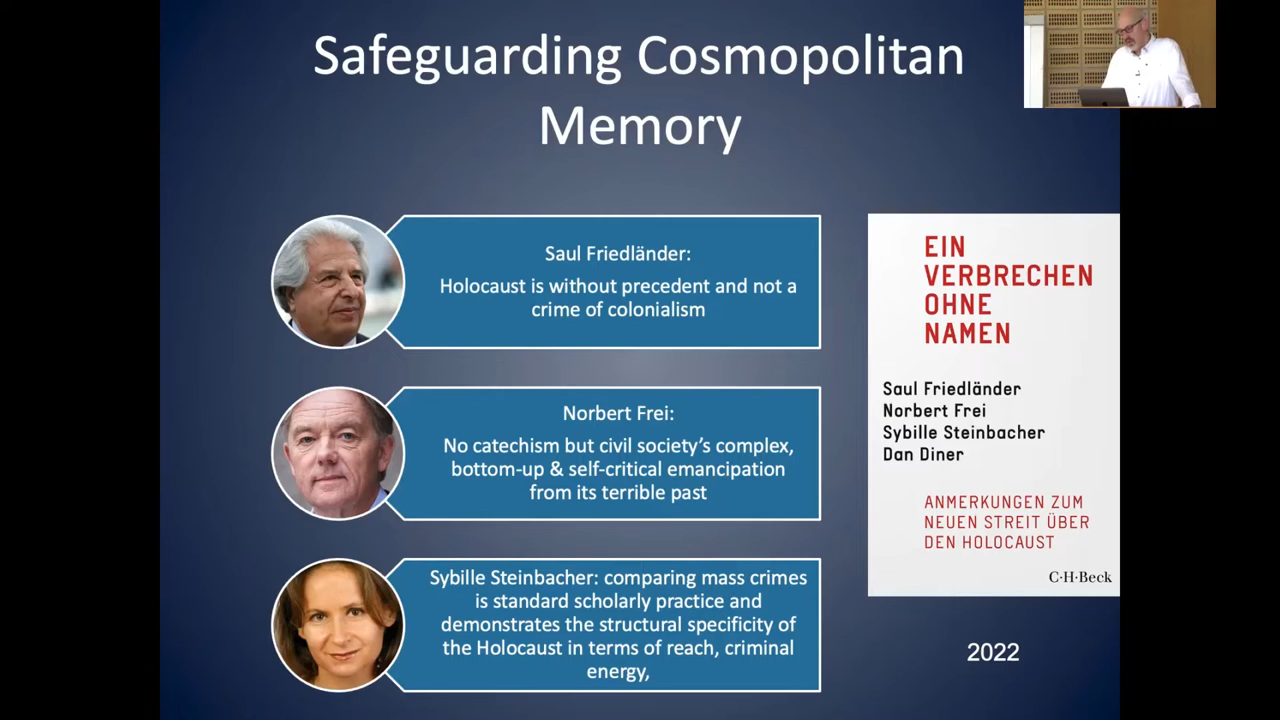 Safeguarding Cosmopolitan
Memory
Saul Friedländer:
Holocaust is without precedent and not a
crime of colonialism
Norbert Frei:
No catechism but civil society's complex,
bottom-up & self-critical emancipation
from its terrible past
Sybille Steinbacher: comparing mass crimes
is standard scholarly practice and
demonstrates the structural specificity of
the Holocaust in terms of reach, criminal
energy,
EIN
VERBRECHEN
OHNE
NAMEN
Saul Friedländer
Norbert Frei
Sybille Steinbacher
Dan Diner
ANMERKUNGEN ZUM
NEUEN STREIT ÜBER
DEN HOLOCAUST
C·H·Beck
2022